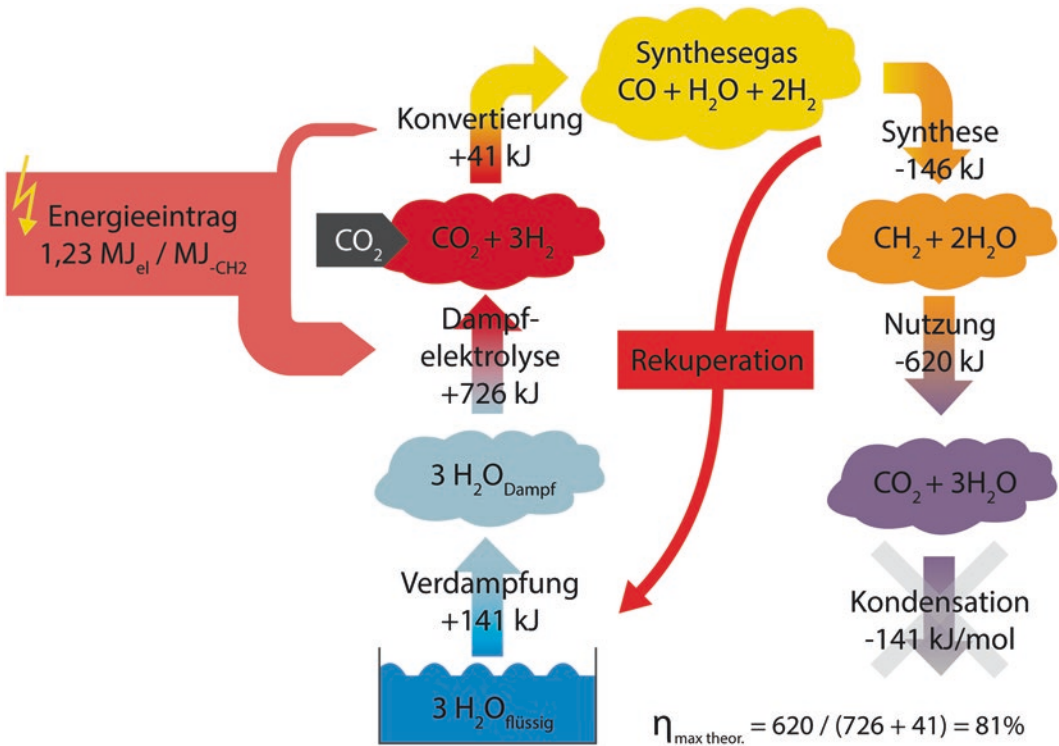 Synthesegas
CO + H₂O + 2H₂
Konvertierung
+41 kJ
Synthese
-146 kJ
Energieeintrag
1,23 MJel / MJ-CH2
CO₂
CO₂ + 3H₂
CH₂ + 2H₂O
Dampf-
elektrolyse
+726 kJ
Rekuperation
Nutzung
-620 kJ
3 H₂ODampf
CO₂ + 3H₂O
Verdampfung
+141 kJ
Kondensation
-141 kJ/mol
3 H₂Oflüssig
ηmax theor. = 620 / (726 + 41) = 81%